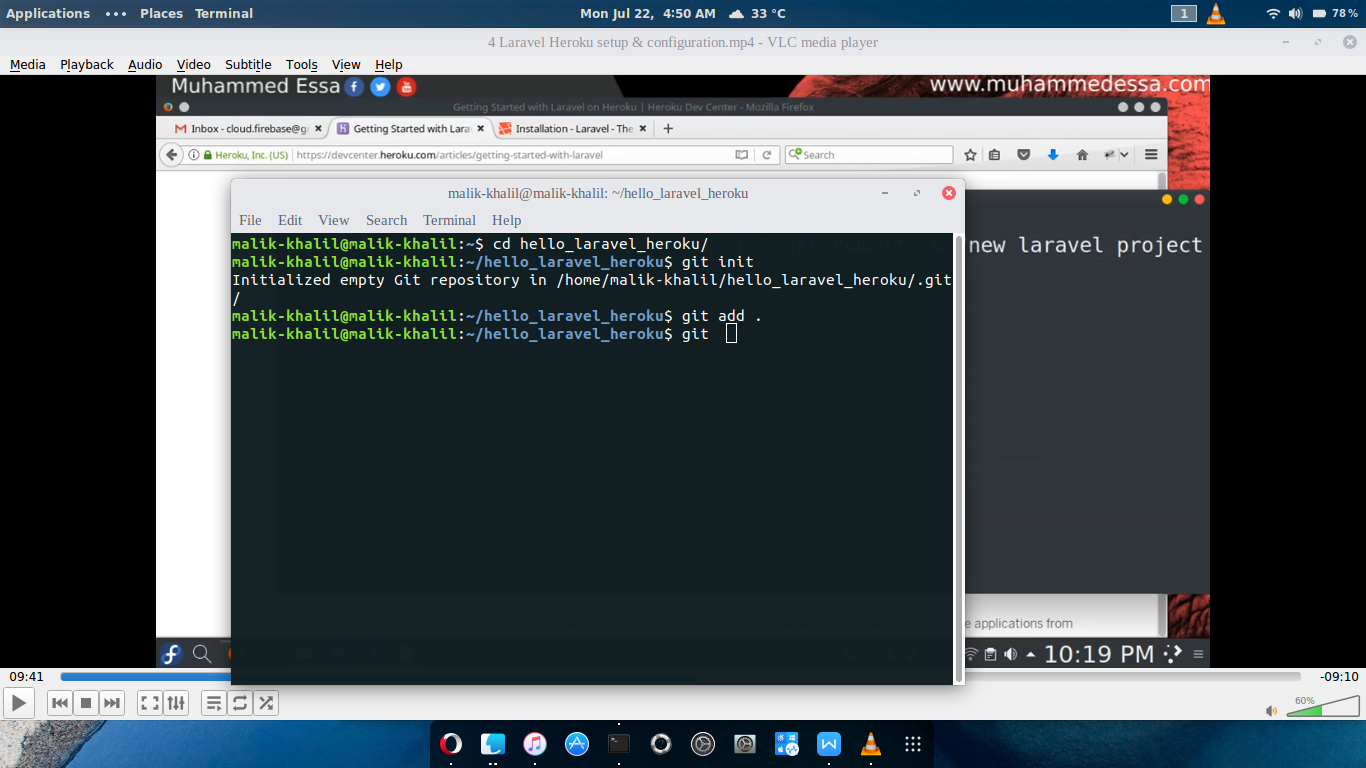 Applications ••• Places Terminal
Mon Jul 22, 4:50 AM 33 °C
1
78 %
4 Laravel Heroku setup & configuration.mp4 - VLC media player
Media Playback Audio Video Subtitle Tools View Help
Muhammed Essa
www.muhammedessa.com
Getting Started with Laravel on Heroku | Heroku Dev Center - Mozilla Firefox
Inbox - cloud.firebase@g
Getting Started with Lara
Installation - Laravel - The
Heroku, Inc. (US)
https://devcenter.heroku.com/articles/getting-started-with-laravel
Search
malik-khalil@malik-khalil: ~/hello_laravel_heroku
File Edit View Search Terminal Help
malik-khalil@malik-khalil:~$ cd hello_laravel_heroku/
malik-khalil@malik-khalil:~/hello_laravel_heroku$ git init
Initialized empty Git repository in /home/malik-khalil/hello_laravel_heroku/.git
/
malik-khalil@malik-khalil:~/hello_laravel_heroku$ git add .
malik-khalil@malik-khalil:~/hello_laravel_heroku$ git
new laravel project
e applications from
10:19 PM
09:41
-09:10
60%
W